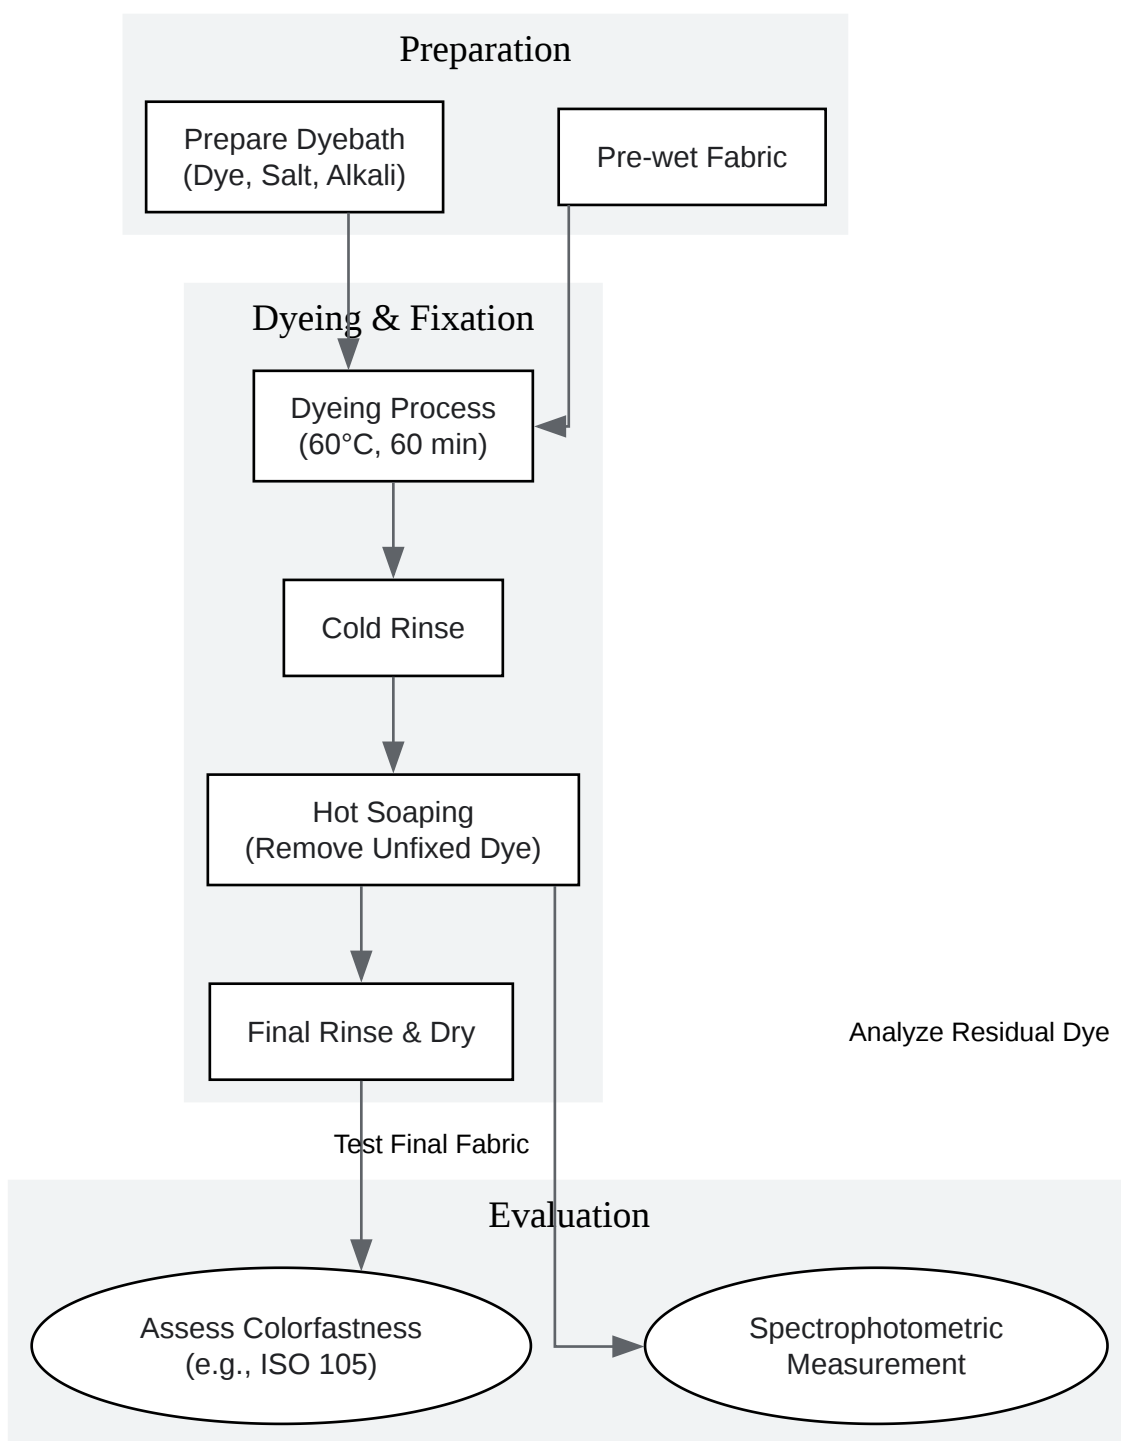 Preparation
Prepare Dyebath
(Dye, Salt, Alkali)
Pre-wet Fabric
Dyeing & Fixation
Dyeing Process
(60°C, 60 min)
Cold Rinse
Hot Soaping
(Remove Unfixed Dye)
Final Rinse & Dry
Analyze Residual Dye
Test Final Fabric
Evaluation
Assess Colorfastness
(e.g., ISO 105)
Spectrophotometric
Measurement